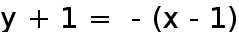 y + 1 = - (x - 1)